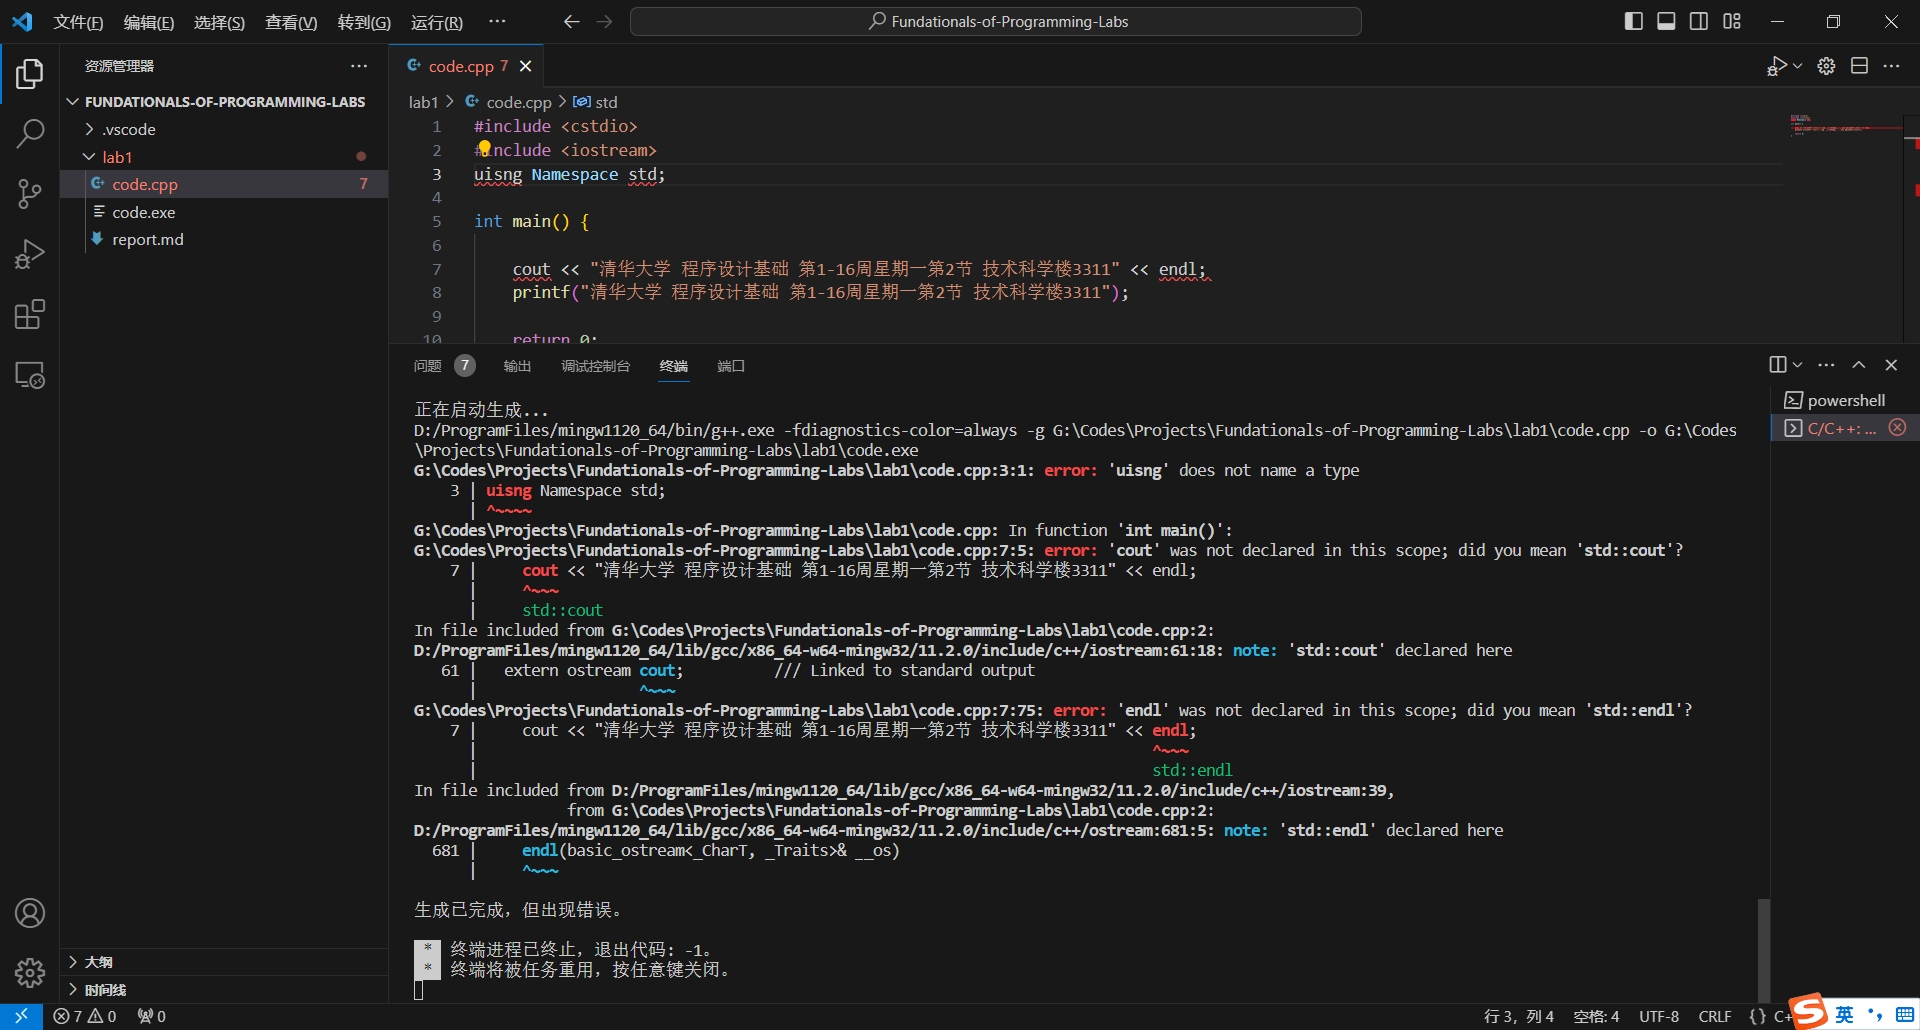 文件(F) 编辑(E) 选择(S) 查看(V) 转到(G) 运行(R) ··· Fundationals-of-Programming-Labs
资源管理器 ···
FUNDATIONALS-OF-PROGRAMMING-LABS
.vscode
lab1
code.cpp 7
code.exe
report.md
大纲
时间线
code.cpp 7
lab1 > code.cpp > std
1 #include <cstdio>
2 #include <iostream>
3 uisng Namespace std;
4
5 int main() {
6
7 cout << "清华大学 程序设计基础 第1-16周星期一第2节 技术科学楼3311" << endl;
8 printf("清华大学 程序设计基础 第1-16周星期一第2节 技术科学楼3311");
9
10 return 0;
问题 7 输出 调试控制台 终端 端口
powershell
C/C++: ...
正在启动生成...
D:/ProgramFiles/mingw1120_64/bin/g++.exe -fdiagnostics-color=always -g G:\Codes\Projects\Fundationals-of-Programming-Labs\lab1\code.cpp -o G:\Codes
\Projects\Fundationals-of-Programming-Labs\lab1\code.exe
G:\Codes\Projects\Fundationals-of-Programming-Labs\lab1\code.cpp:3:1: error: 'uisng' does not name a type
3 | uisng Namespace std;
| ^~~~~
G:\Codes\Projects\Fundationals-of-Programming-Labs\lab1\code.cpp: In function 'int main()':
G:\Codes\Projects\Fundationals-of-Programming-Labs\lab1\code.cpp:7:5: error: 'cout' was not declared in this scope; did you mean 'std::cout'?
7 | cout << "清华大学 程序设计基础 第1-16周星期一第2节 技术科学楼3311" << endl;
| ^~~~
| std::cout
In file included from G:\Codes\Projects\Fundationals-of-Programming-Labs\lab1\code.cpp:2:
D:/ProgramFiles/mingw1120_64/lib/gcc/x86_64-w64-mingw32/11.2.0/include/c++/iostream:61:18: note: 'std::cout' declared here
61 | extern ostream cout; /// Linked to standard output
| ^~~~
G:\Codes\Projects\Fundationals-of-Programming-Labs\lab1\code.cpp:7:75: error: 'endl' was not declared in this scope; did you mean 'std::endl'?
7 | cout << "清华大学 程序设计基础 第1-16周星期一第2节 技术科学楼3311" << endl;
| ^~~~
| std::endl
In file included from D:/ProgramFiles/mingw1120_64/lib/gcc/x86_64-w64-mingw32/11.2.0/include/c++/iostream:39,
from G:\Codes\Projects\Fundationals-of-Programming-Labs\lab1\code.cpp:2:
D:/ProgramFiles/mingw1120_64/lib/gcc/x86_64-w64-mingw32/11.2.0/include/c++/ostream:681:5: note: 'std::endl' declared here
681 | endl(basic_ostream<_CharT, _Traits>& __os)
| ^~~~
生成已完成，但出现错误。
* 终端进程已终止，退出代码: -1。
* 终端将被任务重用，按任意键关闭。
7 0 0 行 3，列 4 空格: 4 UTF-8 CRLF {} C+ S 英